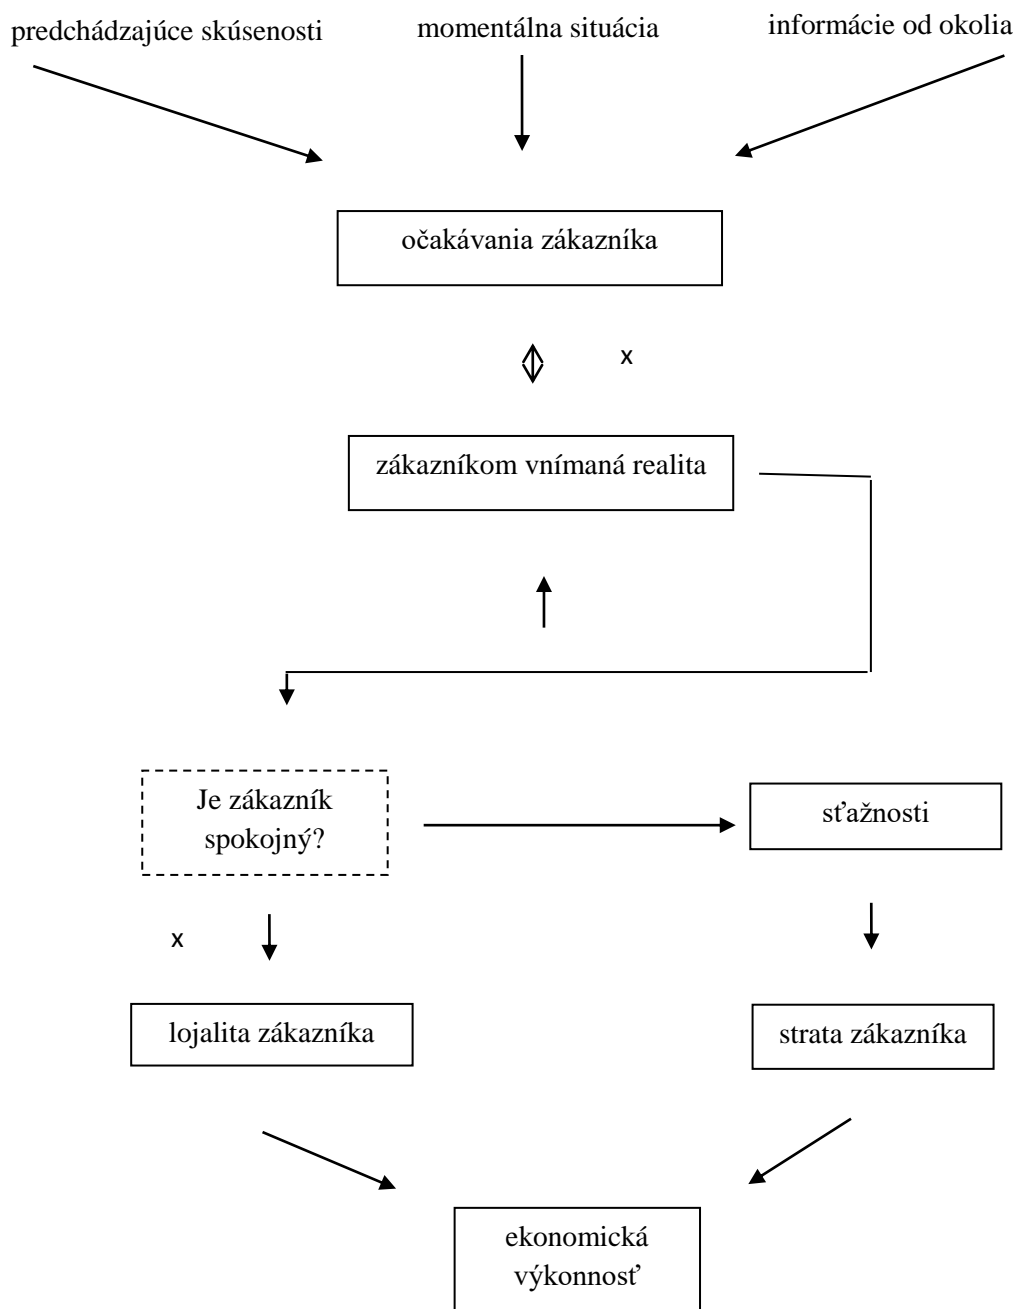 predchádzajúce skúsenosti
momentálna situácia
informácie od okolia
očakávania zákazníka
x
zákazníkom vnímaná realita
Je zákazník
spokojný?
sťažnosti
x
lojalita zákazníka
strata zákazníka
ekonomická
výkonnosť